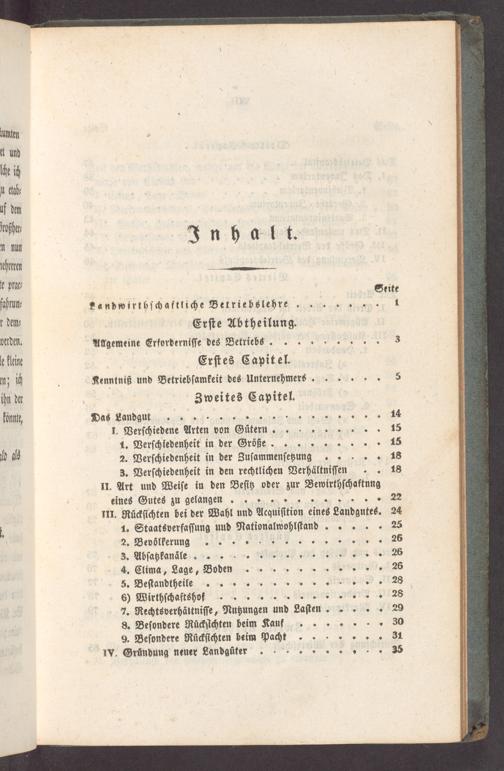 Inhalt.
Seite
Landwirthschaftliche Betriebslehre . . . . . . . 1
Erste Abtheilung.
Allgemeine Erfordernisse des Betriebs . . . . . . . . 3
Erstes Capitel.
Kenntniß und Betriebsamkeit des Unternehmers . . . . . . 5
Zweites Capitel.
Das Landgut . . . . . . . . . . . . . . . . 14
I. Verschiedene Arten von Gütern . . . . . . . . . 15
1. Verschiedenheit in der Größe . . . . . . . . . 15
2. Verschiedenheit in der Zusammensetzung . . . . . 18
3. Verschiedenheit in den rechtlichen Verhältnissen . . 18
II. Art und Weise in den Besitz oder zur Bewirthschaftung
eines Gutes zu gelangen . . . . . . . . . . . 22
III. Rücksichten bei der Wahl und Acquisition eines Landgutes. 24
1. Staatsverfassung und Nationalwohlstand . . . . . 25
2. Bevölkerung . . . . . . . . . . . . . . 26
3. Absatzkanäle . . . . . . . . . . . . . . 26
4. Clima, Lage, Boden . . . . . . . . . . . 26
5. Bestandtheile . . . . . . . . . . . . . . 28
6) Wirthschaftshof . . . . . . . . . . . . . 28
7. Rechtsverhältnisse, Nutzungen und Lasten . . . . . 29
8. Besondere Rücksichten beim Kauf . . . . . . . . 30
9. Besondere Rücksichten beim Pacht . . . . . . . 31
IV. Gründung neuer Landgüter . . . . . . . . . . 35